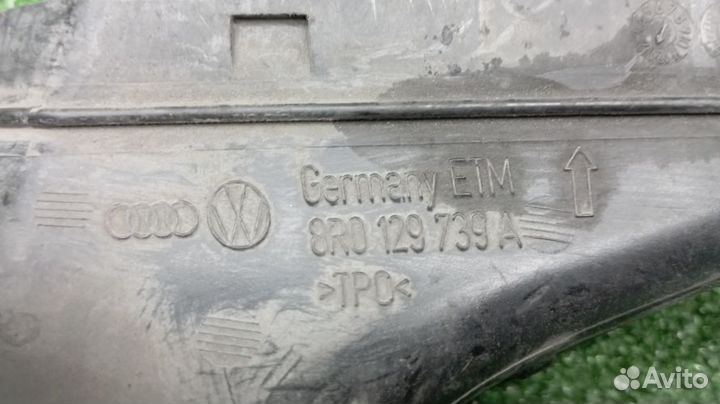 Germany ETM
8R0 129 739 A
>TPO<
Avito